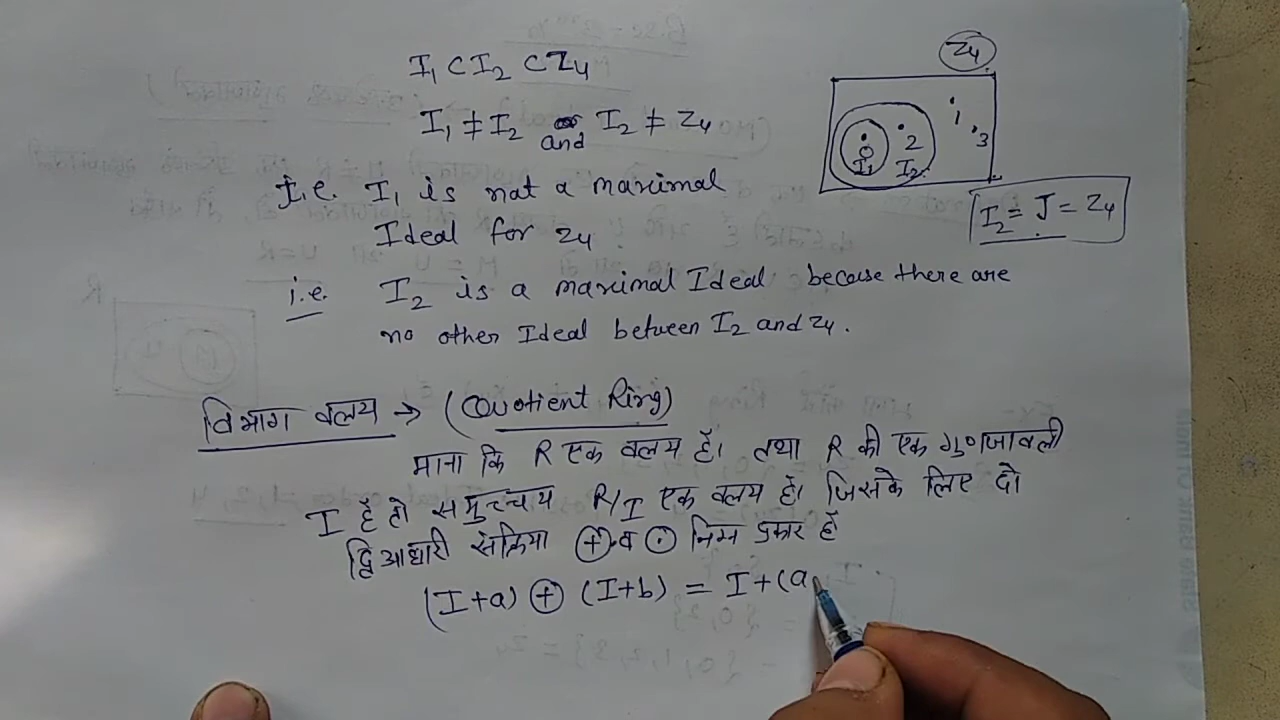 I₁ ⊂ I₂ ⊂ Z₄
I₁ ≠ I₂ and I₂ ≠ Z₄
i.e. I₁ is not a maximal
Ideal for Z₄.
i.e. I₂ is a maximal Ideal because there are
no other Ideal between I₂ and Z₄.
Z₄
0 I₁ 2 I₂ 1 3
I₂ = J = Z₄
विभाग वलय → (Quotient Ring)
माना कि R एक वलय है। तथा R की एक गुणजावली
I है तो समुच्चय R/I एक वलय है। जिसके लिए दो
द्विआधारी संक्रिया ⊕ व ⊙ निम्न प्रकार हैं
(I+a) ⊕ (I+b) = I+(a